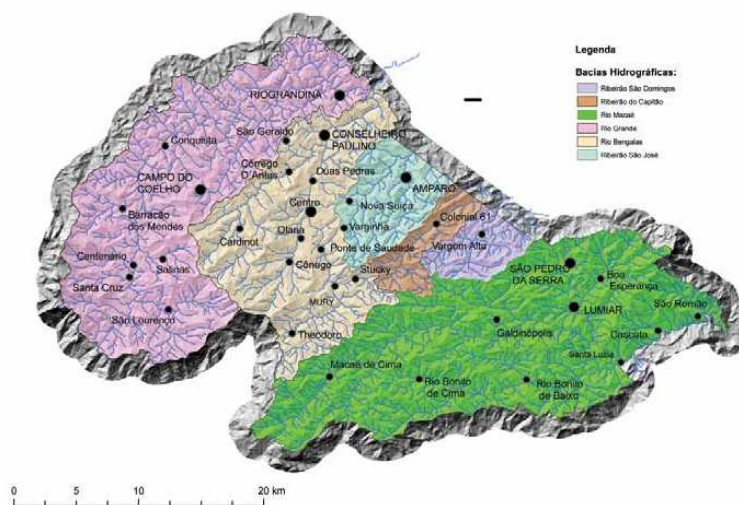 Legenda
Bacias Hidrográficas:
Ribeirão São Domingos
Ribeirão do Capitão
Rio Macaé
Rio Grande
Rio Bengalas
Ribeirão São José
RIOGRANDINA
São Geraldo
CONSELHEIRO
PAULINO
Conquista
Córrego
D'Antas
Duas Pedras
CAMPO DO
COELHO
AMPARO
Nova Suíça
Centro
Colonial 61
Barracão
dos Mendes
Varginha
Olaria
Cardinot
Vargem Alta
Ponte de Saudade
Centenário
Salinas
Cônego
Stucky
SÃO PEDRO
DA SERRA
Boa
Esperança
Santa Cruz
MURY
São Lourenço
LUMIAR
São Romão
Galdinópolis
Cascata
Theodoro
Santa Luzia
Macaé de Cima
Rio Bonito
de Cima
Rio Bonito
de Baixo
0 5 10 20 km